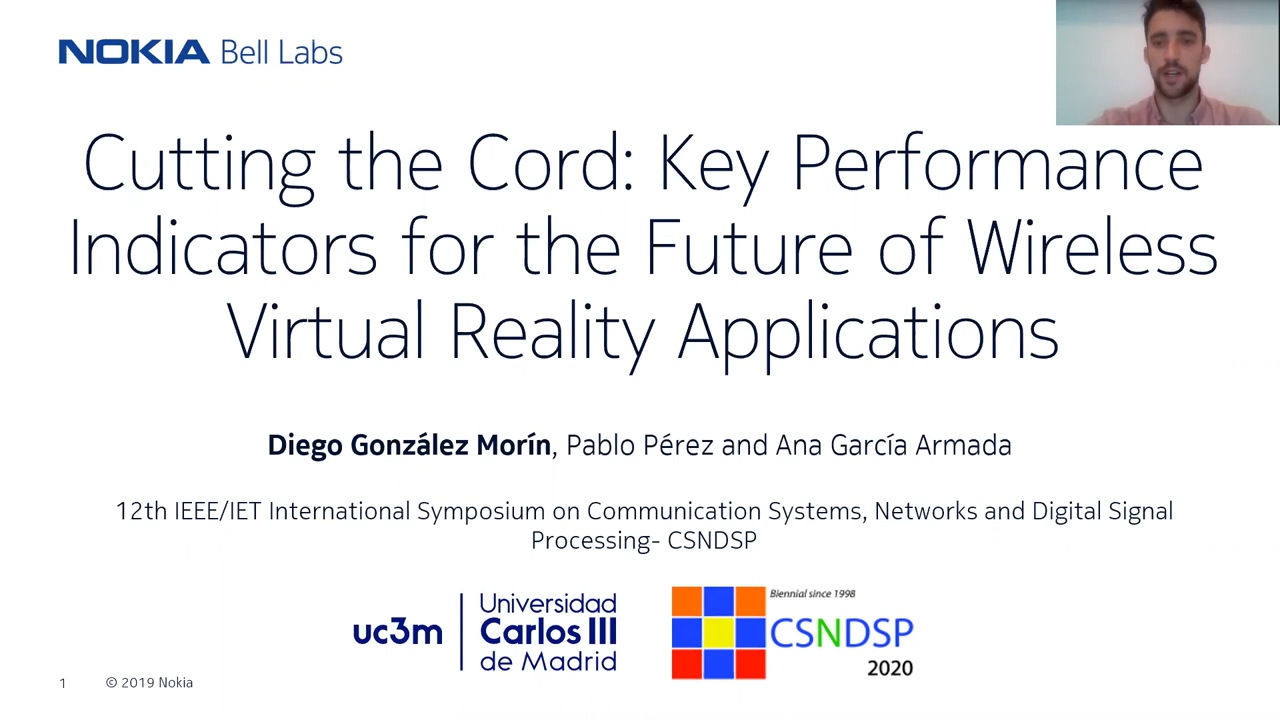 NOKIA Bell Labs
Cutting the Cord: Key Performance
Indicators for the Future of Wireless
Virtual Reality Applications
Diego González Morín, Pablo Pérez and Ana García Armada
12th IEEE/IET International Symposium on Communication Systems, Networks and Digital Signal
Processing- CSNDSP
uc3m
Universidad
Carlos III
de Madrid
Biennial since 1998
CSNDSP
2020
1 © 2019 Nokia